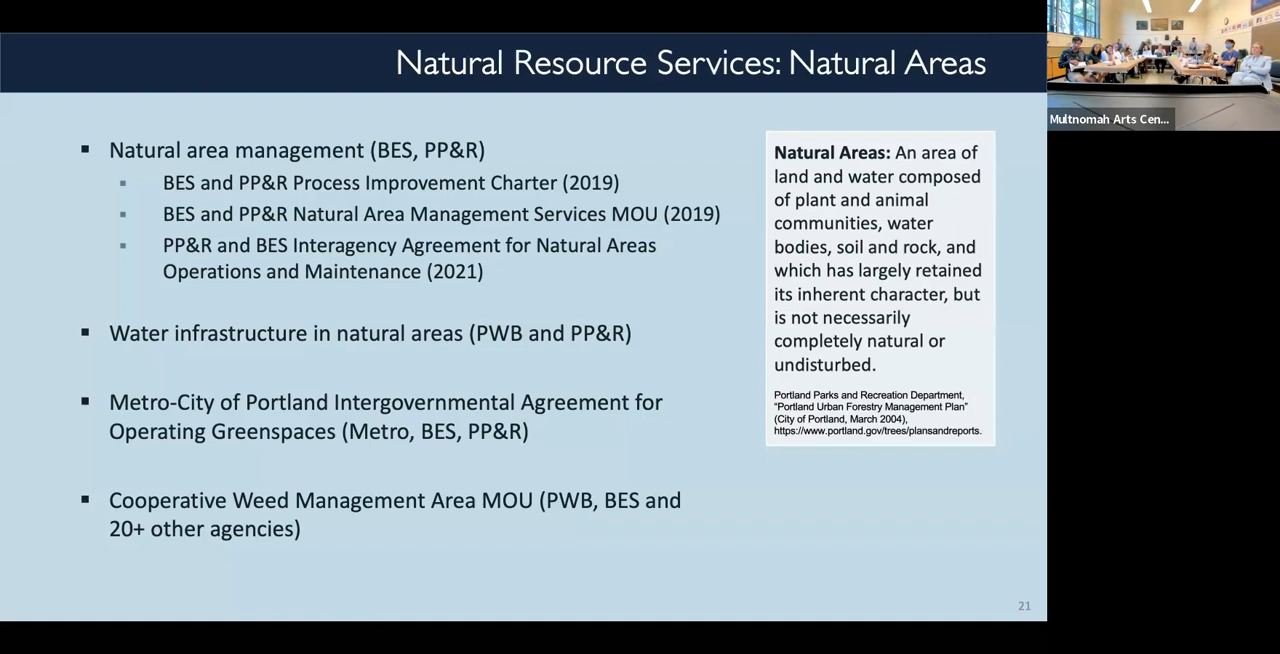 Natural Resource Services: Natural Areas
Natural area management (BES, PP&R)
BES and PP&R Process Improvement Charter (2019)
BES and PP&R Natural Area Management Services MOU (2019)
PP&R and BES Interagency Agreement for Natural Areas
Operations and Maintenance (2021)
Water infrastructure in natural areas (PWB and PP&R)
Metro-City of Portland Intergovernmental Agreement for
Operating Greenspaces (Metro, BES, PP&R)
Cooperative Weed Management Area MOU (PWB, BES and
20+ other agencies)
Natural Areas: An area of
land and water composed
of plant and animal
communities, water
bodies, soil and rock, and
which has largely retained
its inherent character, but
is not necessarily
completely natural or
undisturbed.
Portland Parks and Recreation Department,
“Portland Urban Forestry Management Plan”
(City of Portland, March 2004),
https://www.portland.gov/trees/plansandreports.
21
Multnomah Arts Cen...